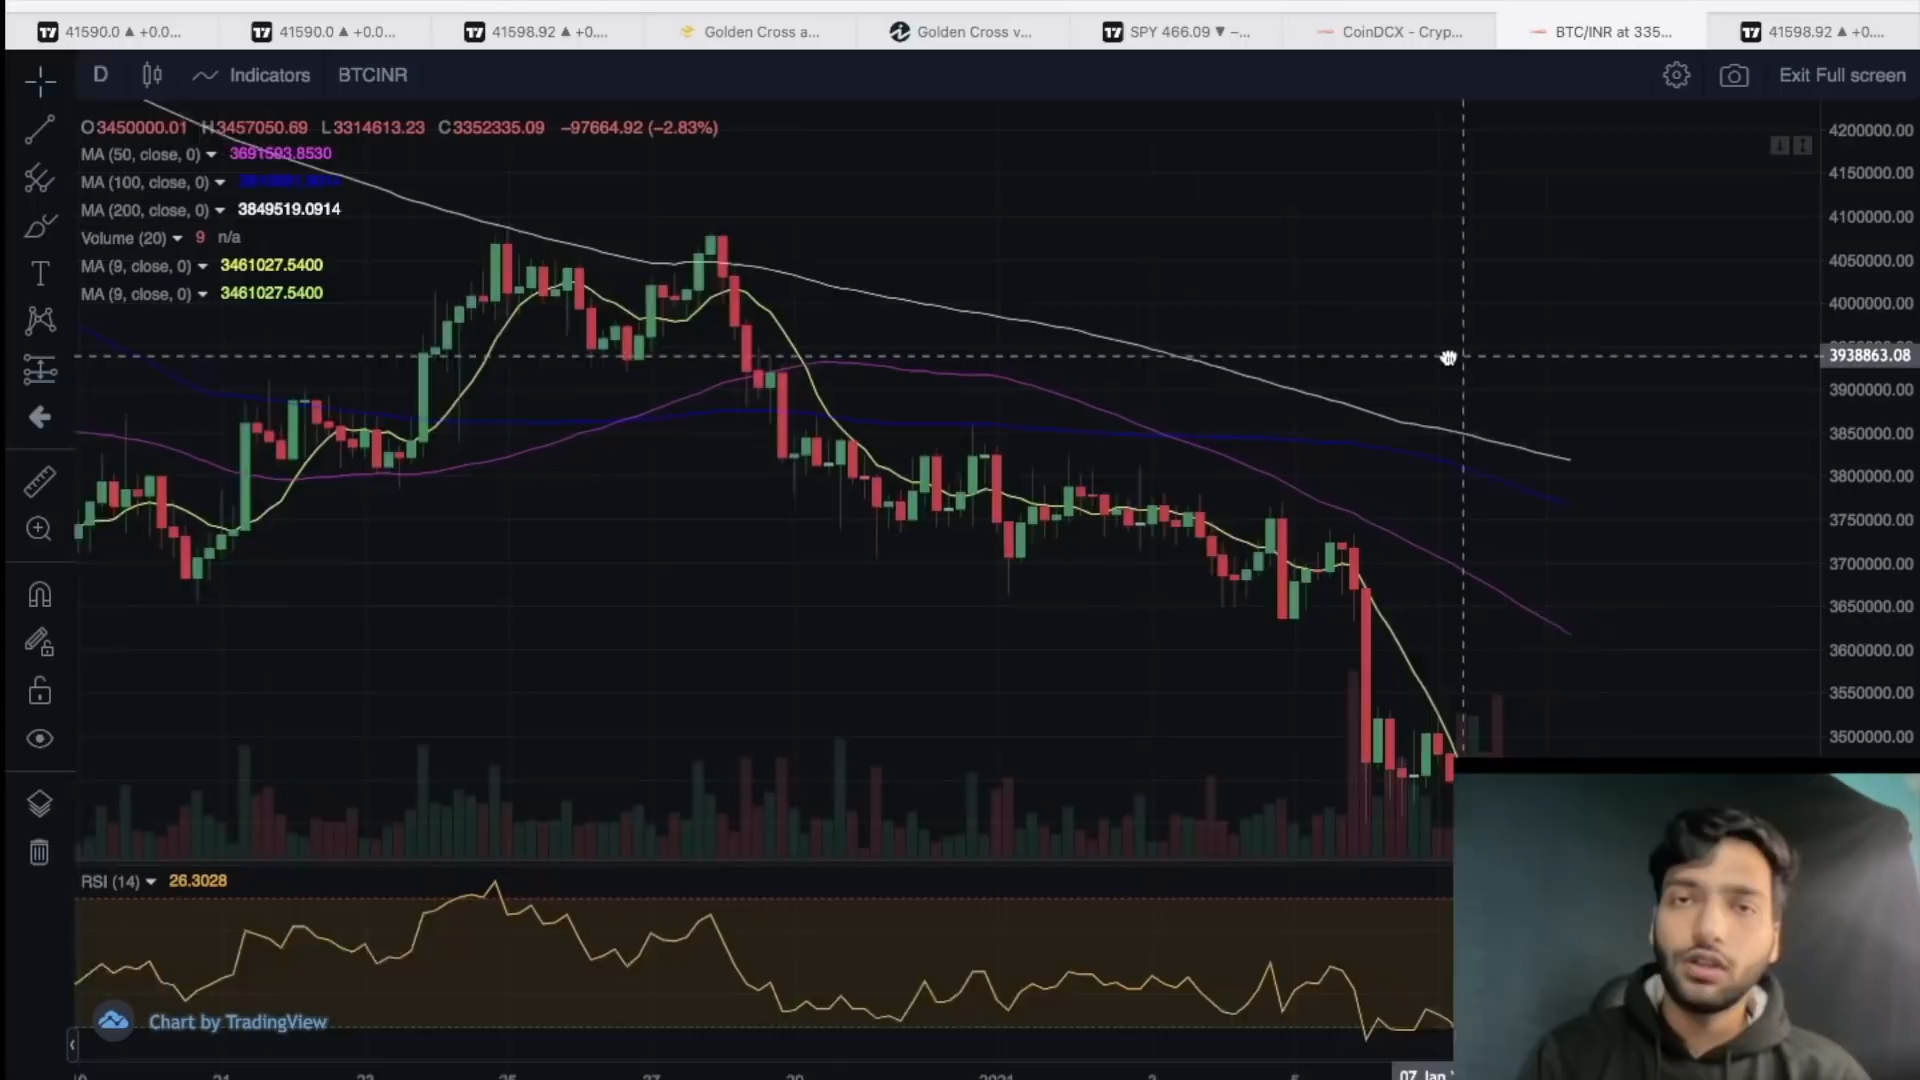 41590.0 ▲ +0.0...
41590.0 ▲ +0.0...
41598.92 ▲ +0....
Golden Cross a...
Golden Cross v...
SPY 466.09 ▼ −...
CoinDCX - Cryp...
BTC/INR at 335...
41598.92 ▲ +0....
D
Indicators
BTCINR
Exit Full screen
O3450000.01 H3457050.69 L3314613.23 C3352335.09 −97664.92 (−2.83%)
MA (50, close, 0) 3691593.8530
MA (100, close, 0)
MA (200, close, 0) 3849519.0914
Volume (20) 9 n/a
MA (9, close, 0) 3461027.5400
MA (9, close, 0) 3461027.5400
4200000.00
4150000.00
4100000.00
4050000.00
4000000.00
3938863.08
3900000.00
3850000.00
3800000.00
3750000.00
3700000.00
3650000.00
3600000.00
3550000.00
3500000.00
RSI (14) 26.3028
Chart by TradingView
07 Jan